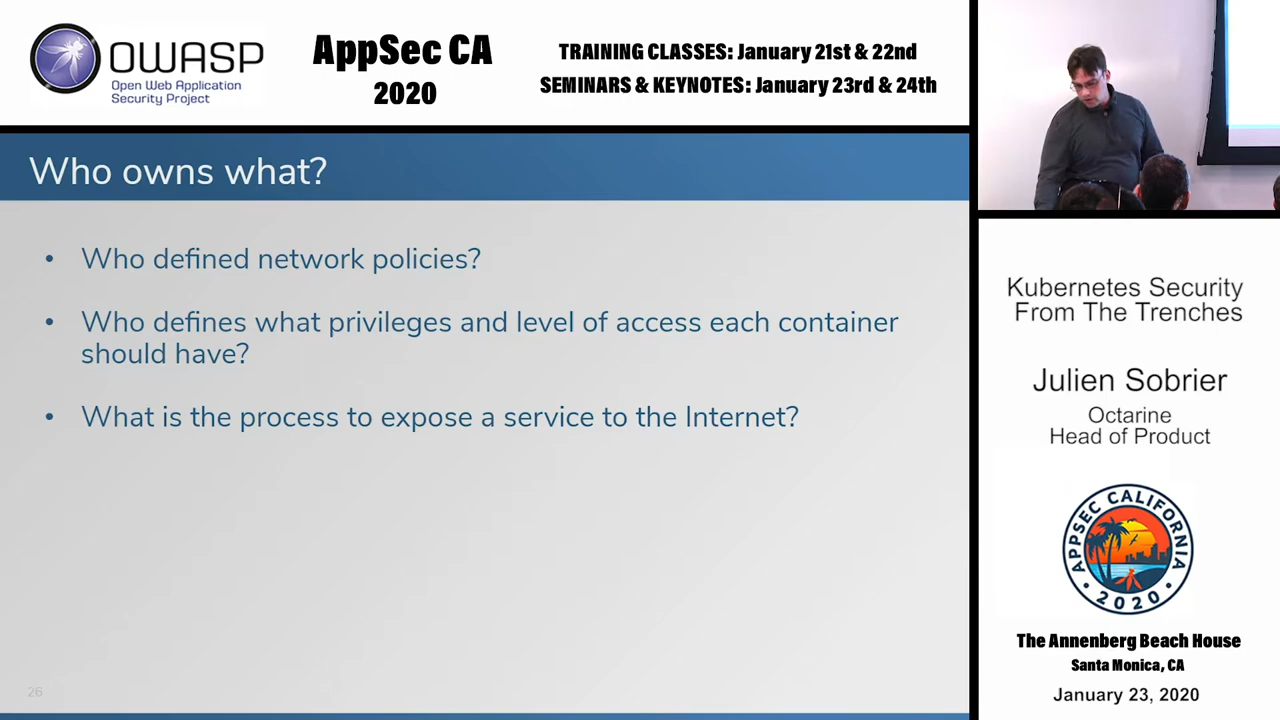 OWASP
Open Web Application
Security Project
AppSec CA
2020
TRAINING CLASSES: January 21st & 22nd
SEMINARS & KEYNOTES: January 23rd & 24th
Who owns what?
• Who defined network policies?
• Who defines what privileges and level of access each container
should have?
• What is the process to expose a service to the Internet?
26
Kubernetes Security
From The Trenches
Julien Sobrier
Octarine
Head of Product
APPSEC CALIFORNIA
• 2020 •
The Annenberg Beach House
Santa Monica, CA
January 23, 2020